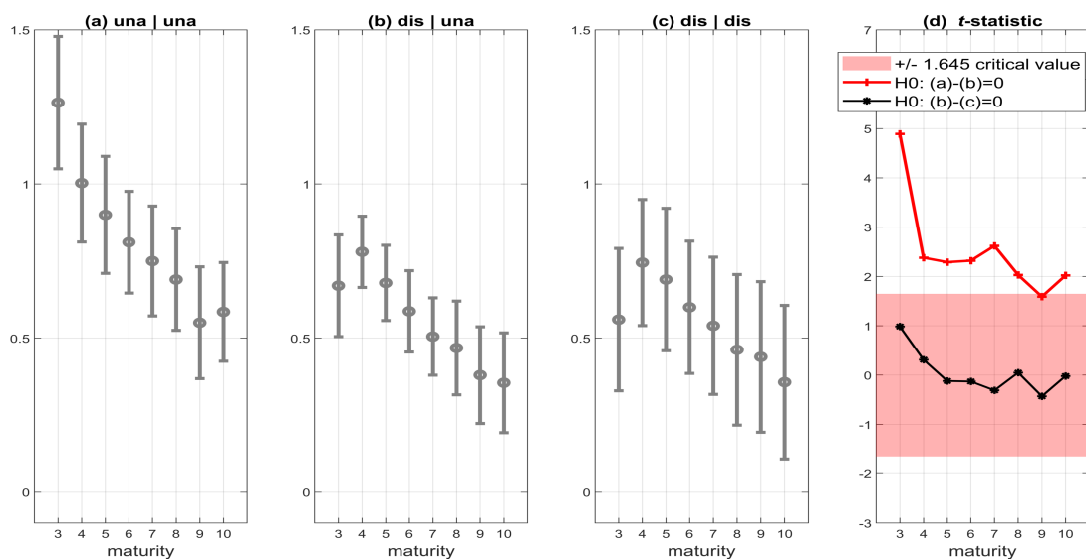 (a) una | una
1.5
1
0.5
0
3 4 5 6 7 8 9 10
maturity
(b) dis | una
1.5
1
0.5
0
3 4 5 6 7 8 9 10
maturity
(c) dis | dis
1.5
1
0.5
0
3 4 5 6 7 8 9 10
maturity
(d) t-statistic
7
+/- 1.645 critical value
H0: (a)-(b)=0
H0: (b)-(c)=0
5
4
3
2
1
0
-1
-2
-3
3 4 5 6 7 8 9 10
maturity